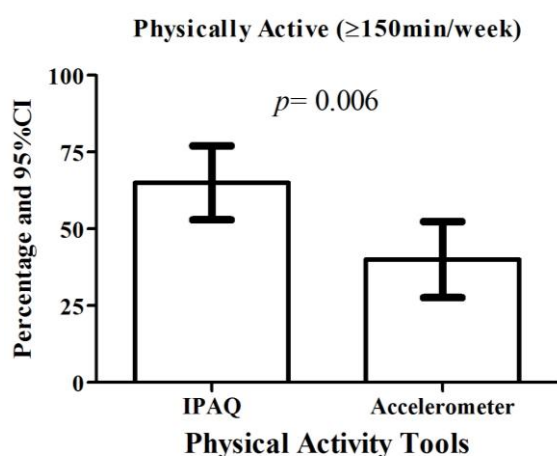 Physically Active (≥150min/week)
100
p= 0.006
75
50
25
0
Percentage and 95%CI
IPAQ
Accelerometer
Physical Activity Tools